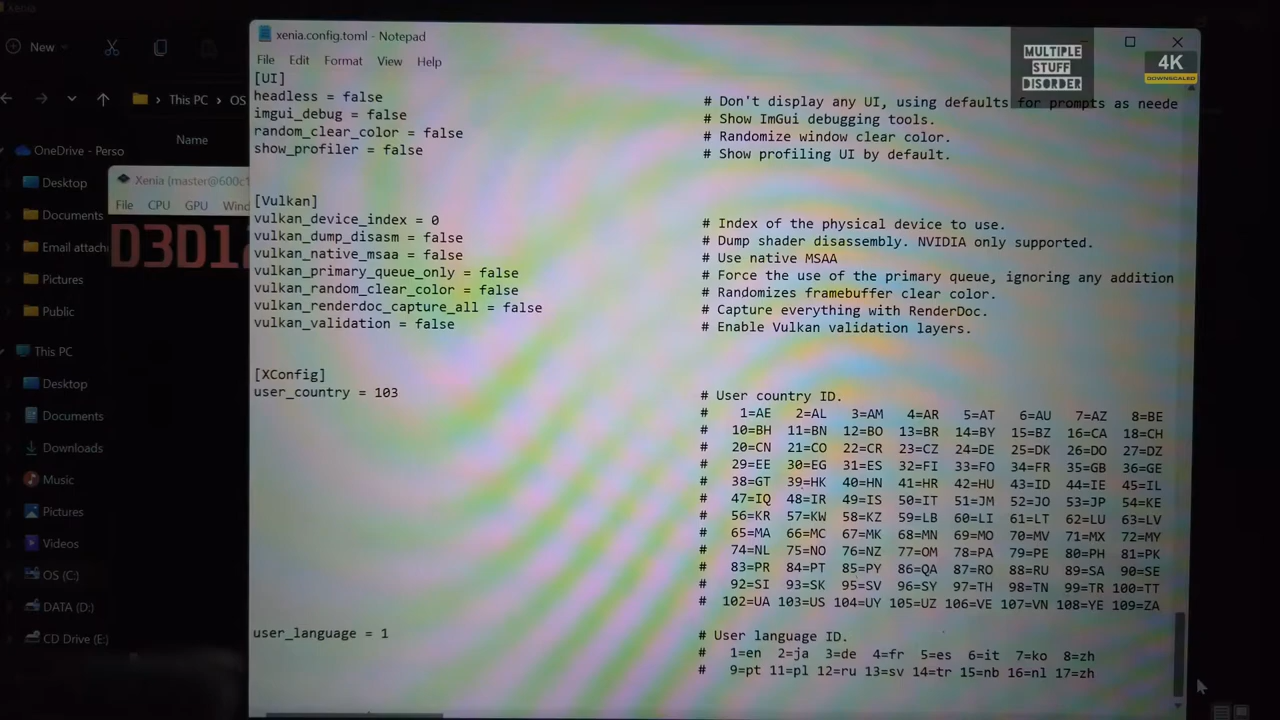 Xenia
New
This PC
OS
Name
OneDrive - Perso
Desktop
Documents
Email attach
Pictures
Public
This PC
Desktop
Documents
Downloads
Music
Pictures
Videos
OS (C:)
DATA (D:)
CD Drive (E:)
Xenia (master@600c1
File CPU GPU Wind
D3D12
xenia.config.toml - Notepad
File Edit Format View Help
MULTIPLE
STUFF
DISORDER
4K
DOWNSCALED
[UI]
headless = false # Don't display any UI, using defaults for prompts as neede
imgui_debug = false # Show ImGui debugging tools.
random_clear_color = false # Randomize window clear color.
show_profiler = false # Show profiling UI by default.
[Vulkan]
vulkan_device_index = 0 # Index of the physical device to use.
vulkan_dump_disasm = false # Dump shader disassembly. NVIDIA only supported.
vulkan_native_msaa = false # Use native MSAA
vulkan_primary_queue_only = false # Force the use of the primary queue, ignoring any addition
vulkan_random_clear_color = false # Randomizes framebuffer clear color.
vulkan_renderdoc_capture_all = false # Capture everything with RenderDoc.
vulkan_validation = false # Enable Vulkan validation layers.
[XConfig]
user_country = 103 # User country ID.
# 1=AE 2=AL 3=AM 4=AR 5=AT 6=AU 7=AZ 8=BE
# 10=BH 11=BN 12=BO 13=BR 14=BY 15=BZ 16=CA 18=CH
# 20=CN 21=CO 22=CR 23=CZ 24=DE 25=DK 26=DO 27=DZ
# 29=EE 30=EG 31=ES 32=FI 33=FO 34=FR 35=GB 36=GE
# 38=GT 39=HK 40=HN 41=HR 42=HU 43=ID 44=IE 45=IL
# 47=IQ 48=IR 49=IS 50=IT 51=JM 52=JO 53=JP 54=KE
# 56=KR 57=KW 58=KZ 59=LB 60=LI 61=LT 62=LU 63=LV
# 65=MA 66=MC 67=MK 68=MN 69=MO 70=MV 71=MX 72=MY
# 74=NL 75=NO 76=NZ 77=OM 78=PA 79=PE 80=PH 81=PK
# 83=PR 84=PT 85=PY 86=QA 87=RO 88=RU 89=SA 90=SE
# 92=SI 93=SK 95=SV 96=SY 97=TH 98=TN 99=TR 100=TT
# 102=UA 103=US 104=UY 105=UZ 106=VE 107=VN 108=YE 109=ZA
user_language = 1 # User language ID.
# 1=en 2=ja 3=de 4=fr 5=es 6=it 7=ko 8=zh
# 9=pt 11=pl 12=ru 13=sv 14=tr 15=nb 16=nl 17=zh